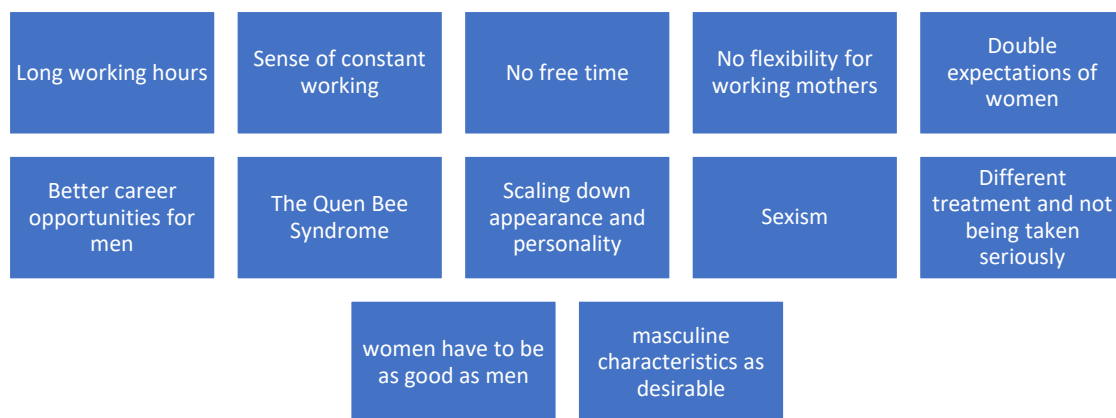 Long working hours
Sense of constant
working
No free time
No flexibility for
working mothers
Double
expectations of
women
Better career
opportunities for
men
The Quen Bee
Syndrome
Scaling down
appearance and
personality
Sexism
Different
treatment and not
being taken
seriously
women have to be
as good as men
masculine
characteristics as
desirable